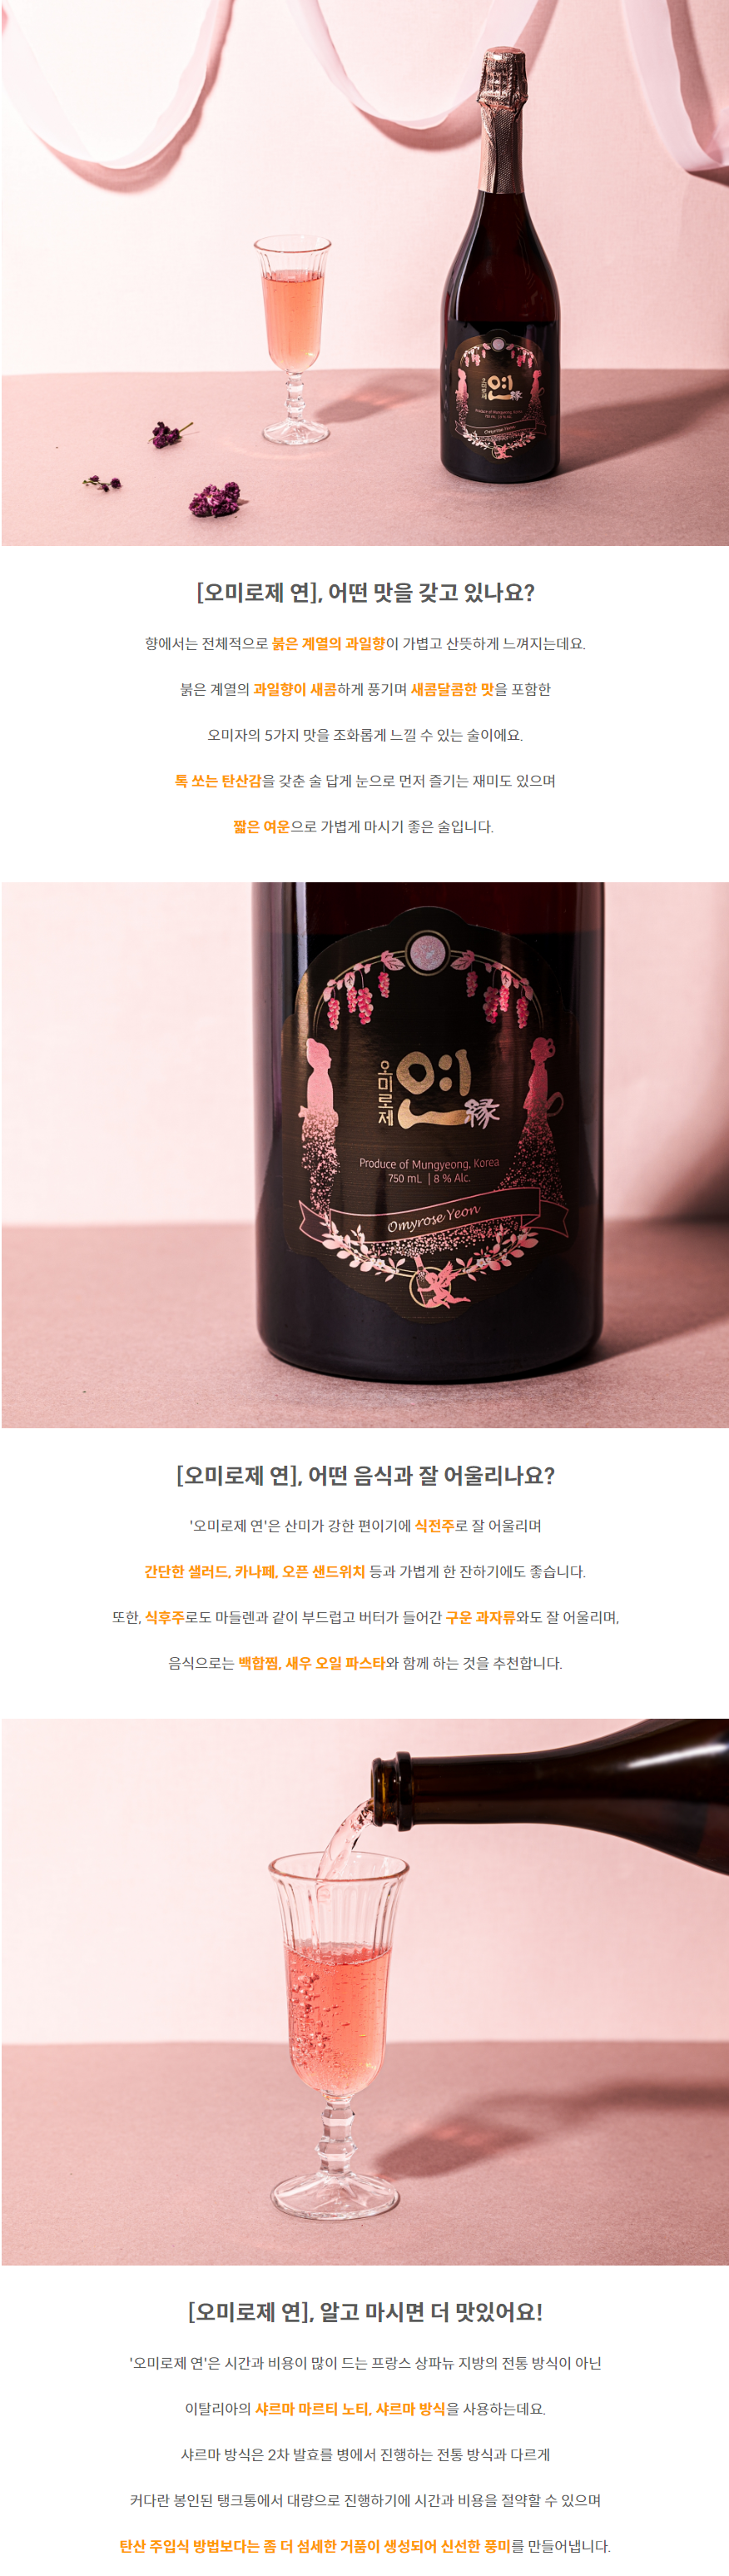 오미로제
연
緣
Produce of Mungyeong, Korea
750 mL 8 % Alc.
Omyrose Yeon
[오미로제 연], 어떤 맛을 갖고 있나요?
향에서는 전체적으로 붉은 계열의 과일향이 가볍고 산뜻하게 느껴지는데요.
붉은 계열의 과일향이 새콤하게 풍기며 새콤달콤한 맛을 포함한
오미자의 5가지 맛을 조화롭게 느낄 수 있는 술이에요.
톡 쏘는 탄산감을 갖춘 술 답게 눈으로 먼저 즐기는 재미도 있으며
짧은 여운으로 가볍게 마시기 좋은 술입니다.
오미로제
연
緣
Produce of Mungyeong, Korea
750 mL | 8 % Alc.
Omyrose Yeon
[오미로제 연], 어떤 음식과 잘 어울리나요?
'오미로제 연'은 산미가 강한 편이기에 식전주로 잘 어울리며
간단한 샐러드, 카나페, 오픈 샌드위치 등과 가볍게 한 잔하기에도 좋습니다.
또한, 식후주로도 마들렌과 같이 부드럽고 버터가 들어간 구운 과자류와도 잘 어울리며,
음식으로는 백합찜, 새우 오일 파스타와 함께 하는 것을 추천합니다.
[오미로제 연], 알고 마시면 더 맛있어요!
'오미로제 연'은 시간과 비용이 많이 드는 프랑스 상파뉴 지방의 전통 방식이 아닌
이탈리아의 샤르마 마르티 노티, 샤르마 방식을 사용하는데요.
샤르마 방식은 2차 발효를 병에서 진행하는 전통 방식과 다르게
커다란 봉인된 탱크통에서 대량으로 진행하기에 시간과 비용을 절약할 수 있으며
탄산 주입식 방법보다는 좀 더 섬세한 거품이 생성되어 신선한 풍미를 만들어냅니다.